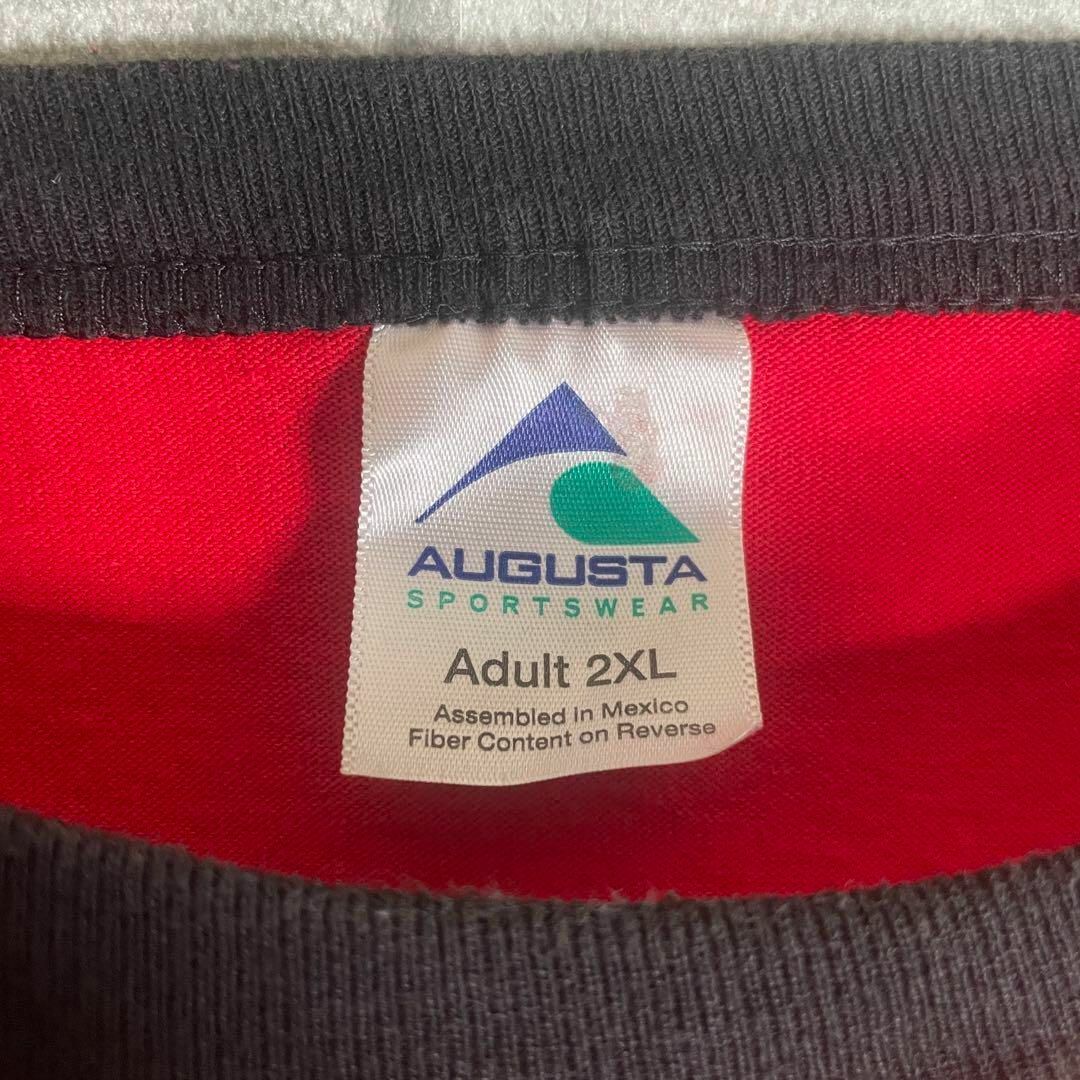 AUGUSTA
SPORTSWEAR
Adult 2XL
Assembled in Mexico
Fiber Content on Reverse